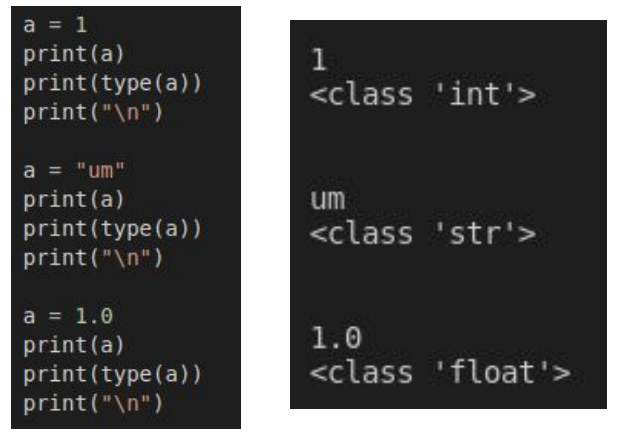 a = 1
print(a)
print(type(a))
print("\n")
a = "um"
print(a)
print(type(a))
print("\n")
a = 1.0
print(a)
print(type(a))
print("\n")
1
<class 'int'>
um
<class 'str'>
1.0
<class 'float'>